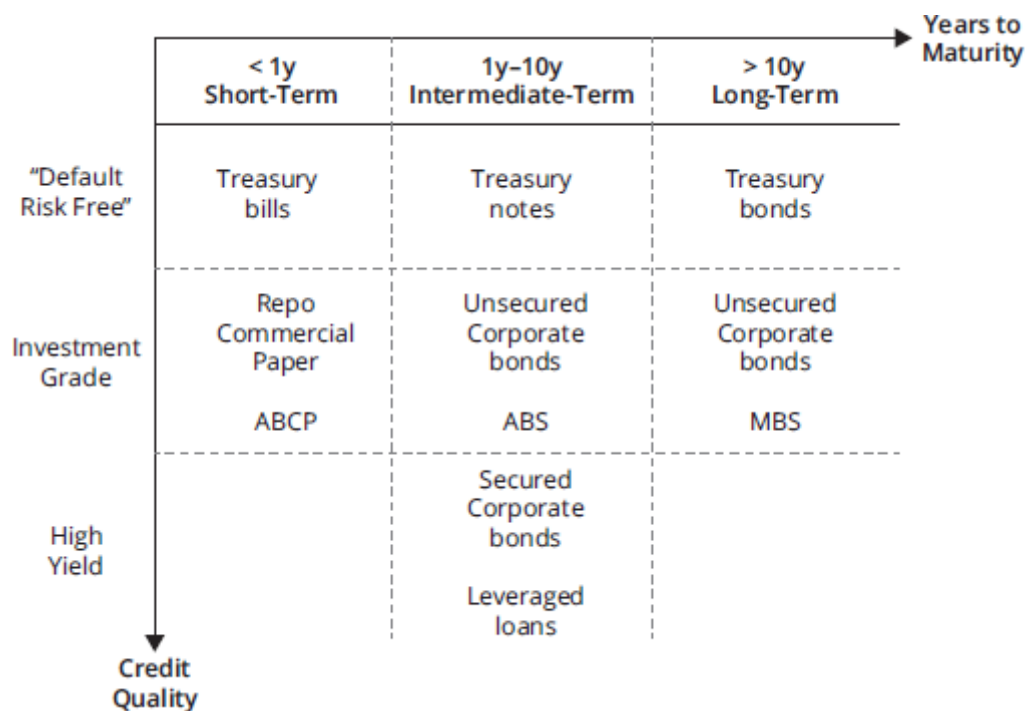 Years to
Maturity
< 1y
Short-Term
1y–10y
Intermediate-Term
> 10y
Long-Term
“Default
Risk Free”
Treasury
bills
Treasury
notes
Treasury
bonds
Investment
Grade
Repo
Commercial
Paper
ABCP
Unsecured
Corporate
bonds
ABS
Unsecured
Corporate
bonds
MBS
High
Yield
Secured
Corporate
bonds
Leveraged
loans
Credit
Quality